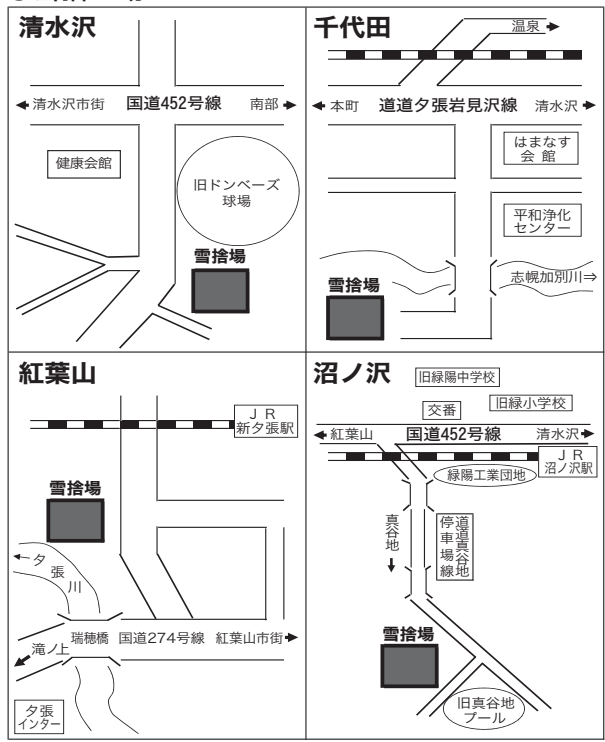 清水沢
清水沢市街
国道452号線
南部
健康会館
旧ドンベーズ
球場
雪捨場
千代田
温泉
本町
道道夕張岩見沢線
清水沢
はまなす
会館
平和浄化
センター
志幌加別川⇒
雪捨場
紅葉山
JR
新夕張駅
雪捨場
夕張川
瑞穂橋
国道274号線
紅葉山市街
滝ノ上
夕張
インター
沼ノ沢
旧緑陽中学校
交番
旧緑小学校
紅葉山
国道452号線
清水沢
JR
沼ノ沢駅
緑陽工業団地
真谷地
道道真谷地
停車場線
雪捨場
旧真谷地
プール